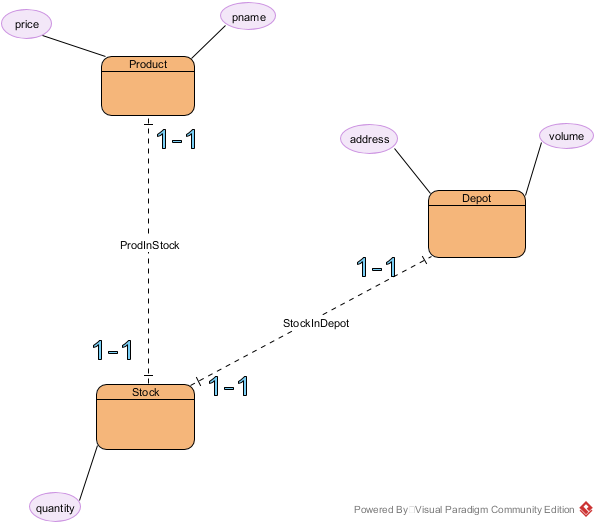 price
pname
Product
1-1
address
volume
Depot
ProdInStock
1-1
StockInDepot
1-1
1-1
Stock
quantity
Powered By Visual Paradigm Community Edition